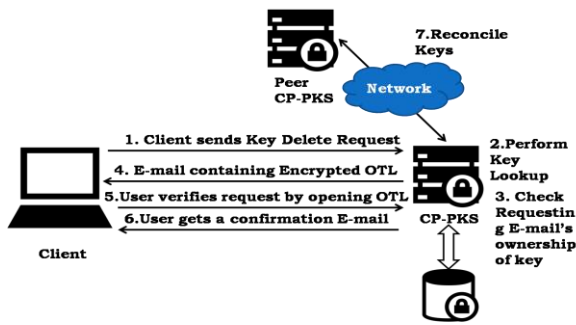 7.Reconcile
Keys
Peer
CP-PKS
Network
1. Client sends Key Delete Request
2.Perform
Key
Lookup
4. E-mail containing Encrypted OTL
5.User verifies request by opening OTL
6.User gets a confirmation E-mail
3. Check
Requestin
g E-mail's
ownership
of key
CP-PKS
Client